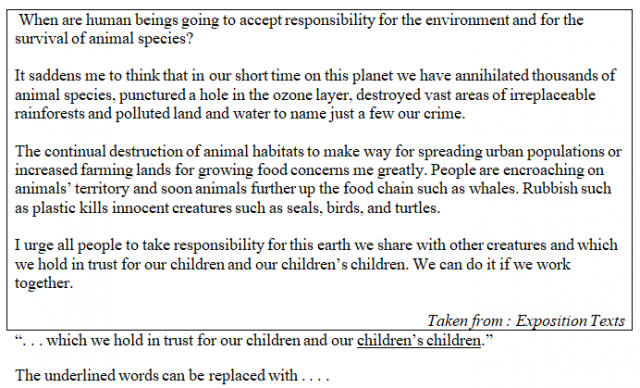 When are human beings going to accept responsibility for the environment and for the
survival of animal species?
It saddens me to think that in our short time on this planet we have annihilated thousands of
animal species, punctured a hole in the ozone layer, destroyed vast areas of irreplaceable
rainforests and polluted land and water to name just a few our crime.
The continual destruction of animal habitats to make way for spreading urban populations or
increased farming lands for growing food concerns me greatly. People are encroaching on
animals’ territory and soon animals further up the food chain such as whales. Rubbish such
as plastic kills innocent creatures such as seals, birds, and turtles.
I urge all people to take responsibility for this earth we share with other creatures and which
we hold in trust for our children and our children’s children. We can do it if we work
together.
Taken from : Exposition Texts
“. . . which we hold in trust for our children and our children’s children.”
The underlined words can be replaced with . . . .